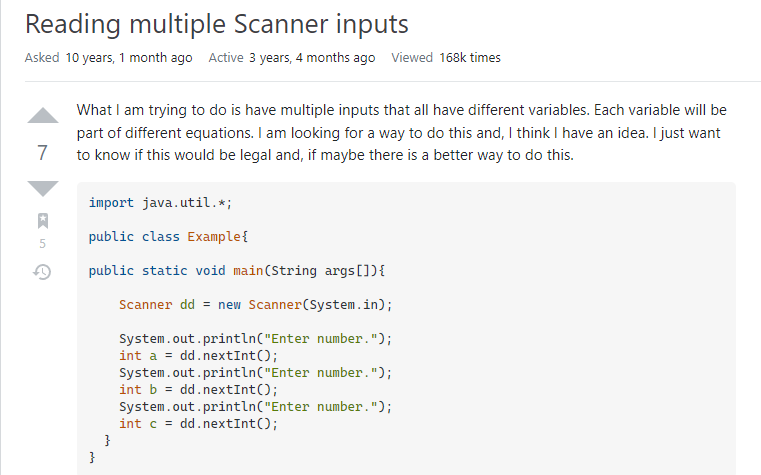 Reading multiple Scanner inputs
Asked 10 years, 1 month ago Active 3 years, 4 months ago Viewed 168k times
What I am trying to do is have multiple inputs that all have different variables. Each variable will be
7
part of different equations. I am looking for a way to do this and, I think I have an idea. I just want
to know if this would be legal and, if maybe there is a better way to do this.
5
import java.util.*;
public class Example{
public static void main(String args[]){
Scanner dd = new Scanner(System.in);
System.out.println("Enter number.");
int a = dd.nextInt();
System.out.println("Enter number.");
int b = dd.nextInt();
System.out.println("Enter number.");
int c = dd.nextInt();
}
}